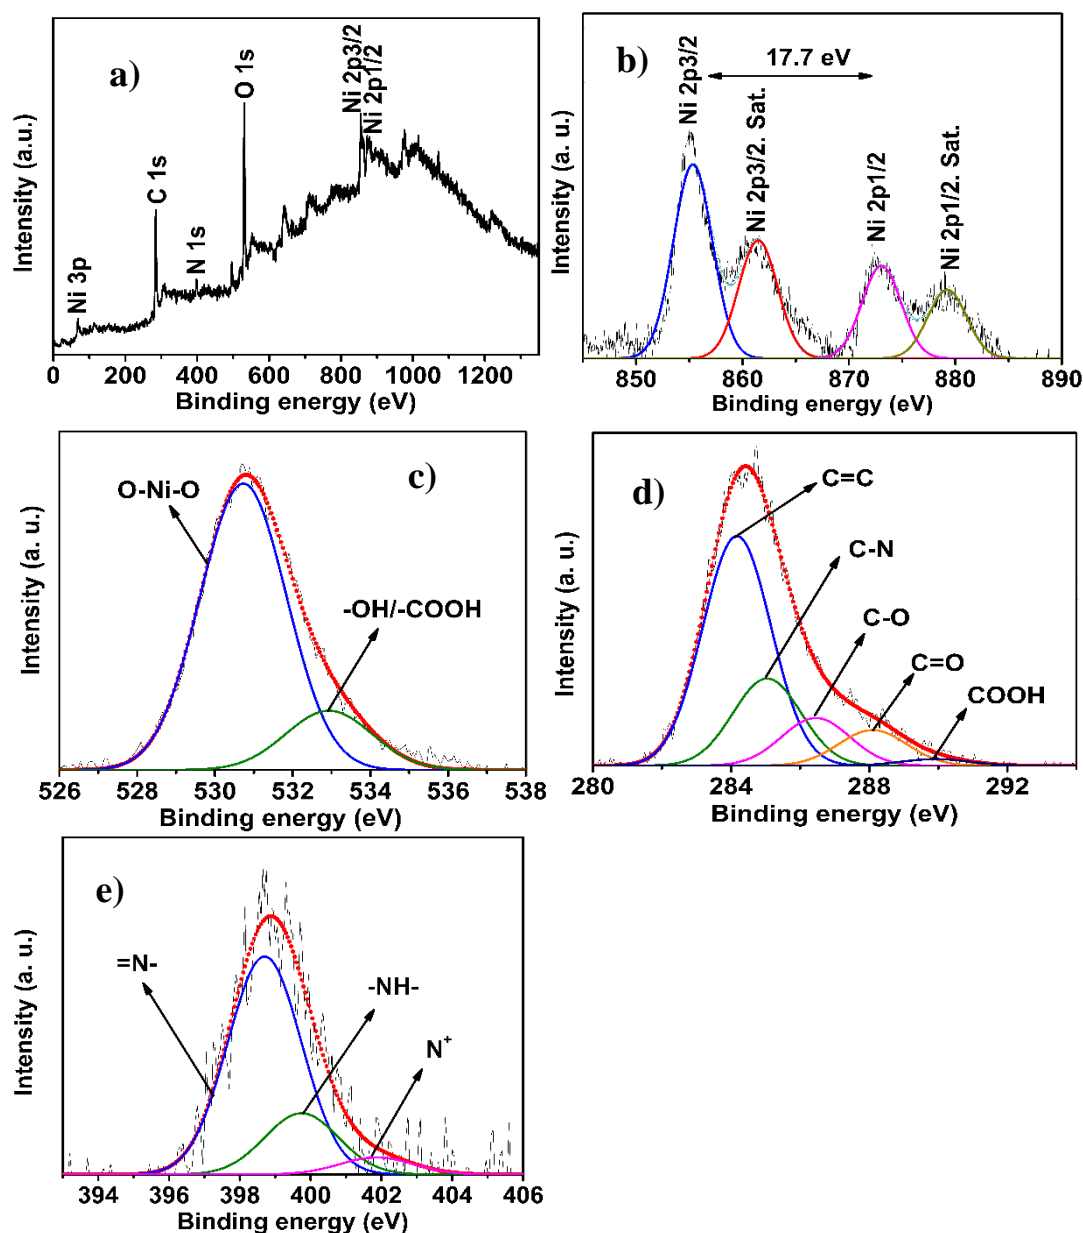 a)
Ni 3p
C 1s
N 1s
O 1s
Ni 2p3/2
Ni 2p1/2
Intensity (a.u.)
0 200 400 600 800 1000 1200
Binding energy (eV)
b)
17.7 eV
Ni 2p3/2
Ni 2p3/2. Sat.
Ni 2p1/2
Ni 2p1/2. Sat.
Intensity (a. u.)
850 860 870 880 890
Binding energy (eV)
c)
O-Ni-O
-OH/-COOH
Intensity (a. u.)
526 528 530 532 534 536 538
Binding energy (eV)
d)
C=C
C-N
C-O
C=O
COOH
Intensity (a. u.)
280 284 288 292
Binding energy (eV)
e)
=N-
-NH-
N⁺
Intensity (a. u.)
394 396 398 400 402 404 406
Binding energy (eV)